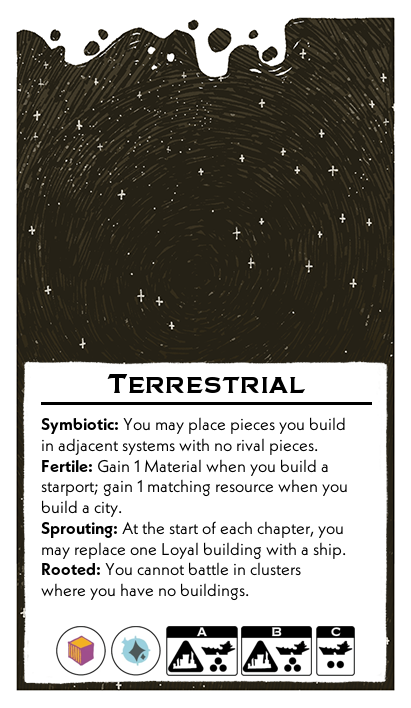 TERRESTRIAL
Symbiotic: You may place pieces you build
in adjacent systems with no rival pieces.
Fertile: Gain 1 Material when you build a
starport; gain 1 matching resource when you
build a city.
Sprouting: At the start of each chapter, you
may replace one Loyal building with a ship.
Rooted: You cannot battle in clusters
where you have no buildings.
A B C